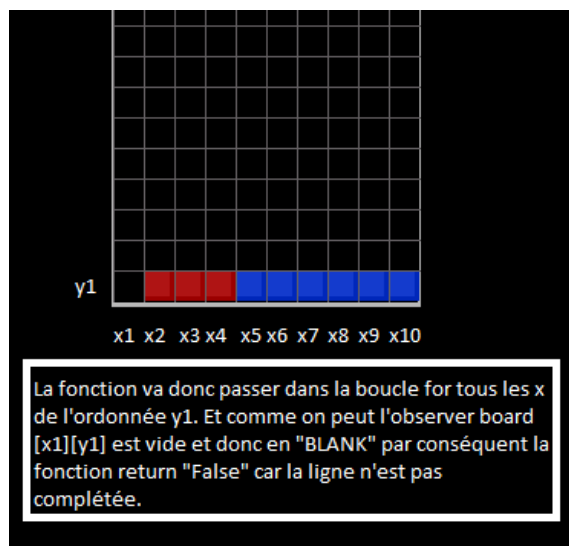 y1
x1 x2 x3 x4 x5 x6 x7 x8 x9 x10
La fonction va donc passer dans la boucle for tous les x
de l'ordonnée y1. Et comme on peut l'observer board
[x1][y1] est vide et donc en "BLANK" par conséquent la
fonction return "False" car la ligne n'est pas
complétée.